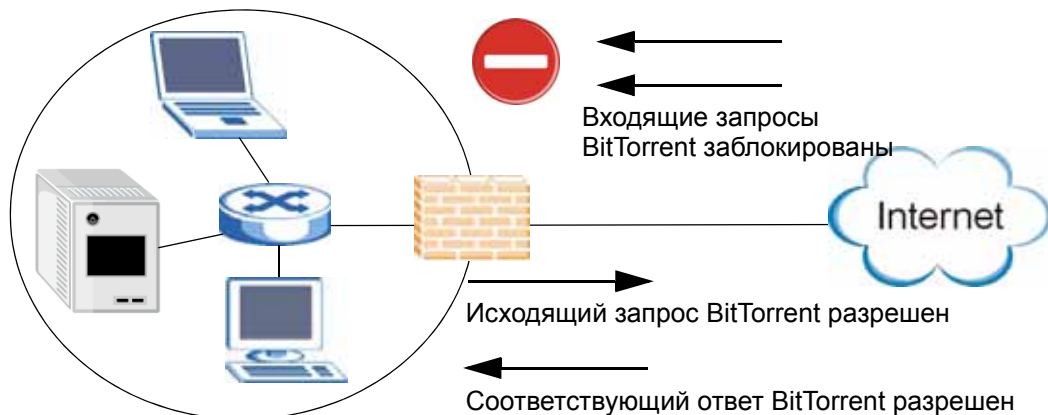 Входящие запросы
BitTorrent заблокированы
Internet
Исходящий запрос BitTorrent разрешен
Соответствующий ответ BitTorrent разрешен